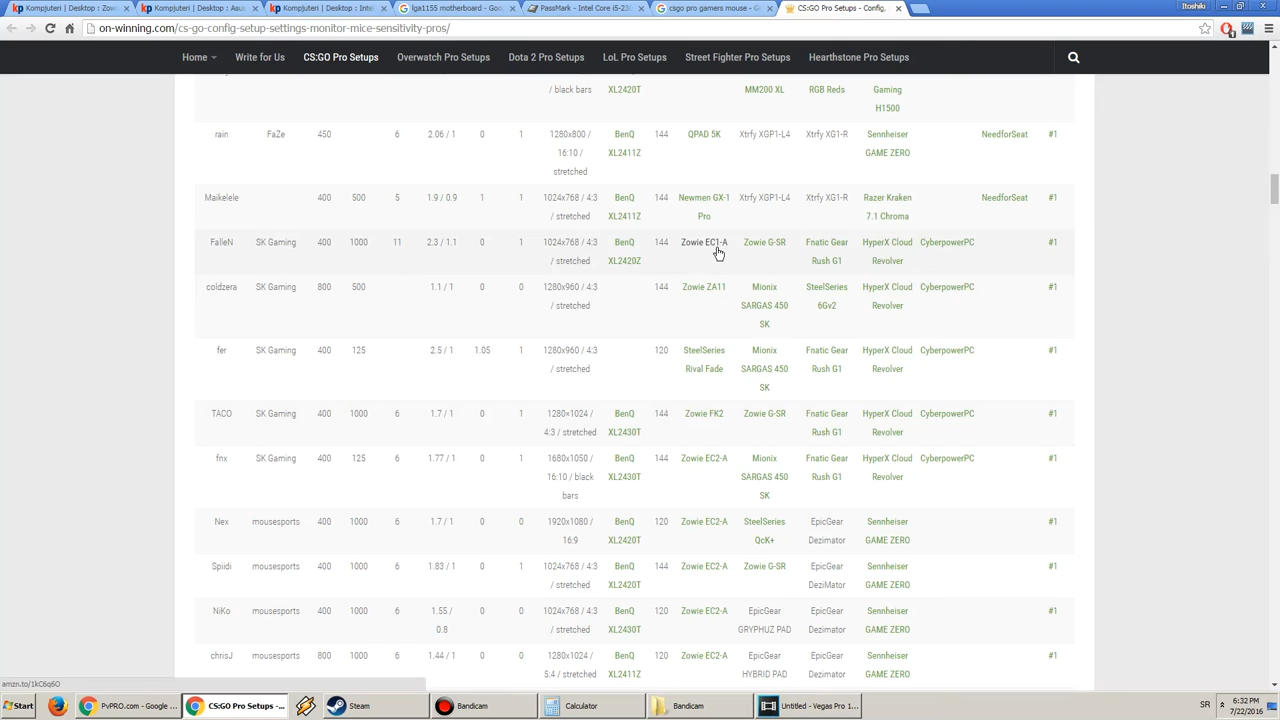 kp Kompjuteri | Desktop : Zov
kp Kompjuteri | Desktop : Asu
kp Kompjuteri | Desktop : Inte
lga1155 motherboard - Goo
PassMark - Intel Core i5-230
csgo pro gamers mouse - G
CS:GO Pro Setups - Config,
Itoshiki
on-winning.com/cs-go-config-setup-settings-monitor-mice-sensitivity-pros/
Home Write for Us CS:GO Pro Setups Overwatch Pro Setups Dota 2 Pro Setups LoL Pro Setups Street Fighter Pro Setups Hearthstone Pro Setups
/ black bars XL2420T MM200 XL RGB Reds Gaming
H1500
rain FaZe 450 6 2.06 / 1 0 1 1280x800 / BenQ 144 QPAD 5K Xtrfy XGP1-L4 Xtrfy XG1-R Sennheiser NeedforSeat #1
16:10 / XL2411Z GAME ZERO
stretched
Maikelele 400 500 5 1.9 / 0.9 1 1 1024x768 / 4:3 BenQ 144 Newmen GX-1 Xtrfy XGP1-L4 Xtrfy XG1-R Razer Kraken NeedforSeat #1
/ stretched XL2411Z Pro 7.1 Chroma
FalleN SK Gaming 400 1000 11 2.3 / 1.1 0 1 1024x768 / 4:3 BenQ 144 Zowie EC1-A Zowie G-SR Fnatic Gear HyperX Cloud CyberpowerPC #1
/ stretched XL2420Z Rush G1 Revolver
coldzera SK Gaming 800 500 1.1 / 1 0 0 1280x960 / 4:3 144 Zowie ZA11 Mionix SteelSeries HyperX Cloud CyberpowerPC #1
/ stretched SARGAS 450 6Gv2 Revolver
SK
fer SK Gaming 400 125 2.5 / 1 1.05 1 1280x960 / 4:3 120 SteelSeries Mionix Fnatic Gear HyperX Cloud CyberpowerPC #1
/ stretched Rival Fade SARGAS 450 Rush G1 Revolver
SK
TACO SK Gaming 400 1000 6 1.7 / 1 0 1 1280×1024 / BenQ 144 Zowie FK2 Zowie G-SR Fnatic Gear HyperX Cloud CyberpowerPC #1
4:3 / stretched XL2430T Rush G1 Revolver
fnx SK Gaming 400 125 6 1.77 / 1 0 1 1680x1050 / BenQ 144 Zowie EC2-A Mionix Fnatic Gear HyperX Cloud CyberpowerPC #1
16:10 / black XL2430T SARGAS 450 Rush G1 Revolver
bars SK
Nex mousesports 400 1000 6 1.7 / 1 0 0 1920x1080 / BenQ 120 Zowie EC2-A SteelSeries EpicGear Sennheiser #1
16:9 XL2420T QcK+ Dezimator GAME ZERO
Spiidi mousesports 400 1000 6 1.83 / 1 0 1 1024x768 / 4:3 BenQ 144 Zowie EC2-A Zowie G-SR EpicGear Sennheiser #1
/ stretched XL2420T DeziMator GAME ZERO
NiKo mousesports 400 1000 6 1.55 / 0 0 1024x768 / 4:3 BenQ 120 Zowie EC2-A EpicGear EpicGear Sennheiser #1
0.8 / stretched XL2430T GRYPHUZ PAD Dezimator GAME ZERO
chrisJ mousesports 800 1000 6 1.44 / 1 0 0 1280x1024 / BenQ 120 Zowie EC2-A EpicGear EpicGear Sennheiser #1
5:4 / stretched XL2411Z HYBRID PAD Dezimator GAME ZERO
amzn.to/1kC6q6O
Start PvPRO.com - Google ... CS:GO Pro Setups -... Steam Bandicam Calculator Bandicam Untitled - Vegas Pro 1... SR 6:32 PM
7/22/2016